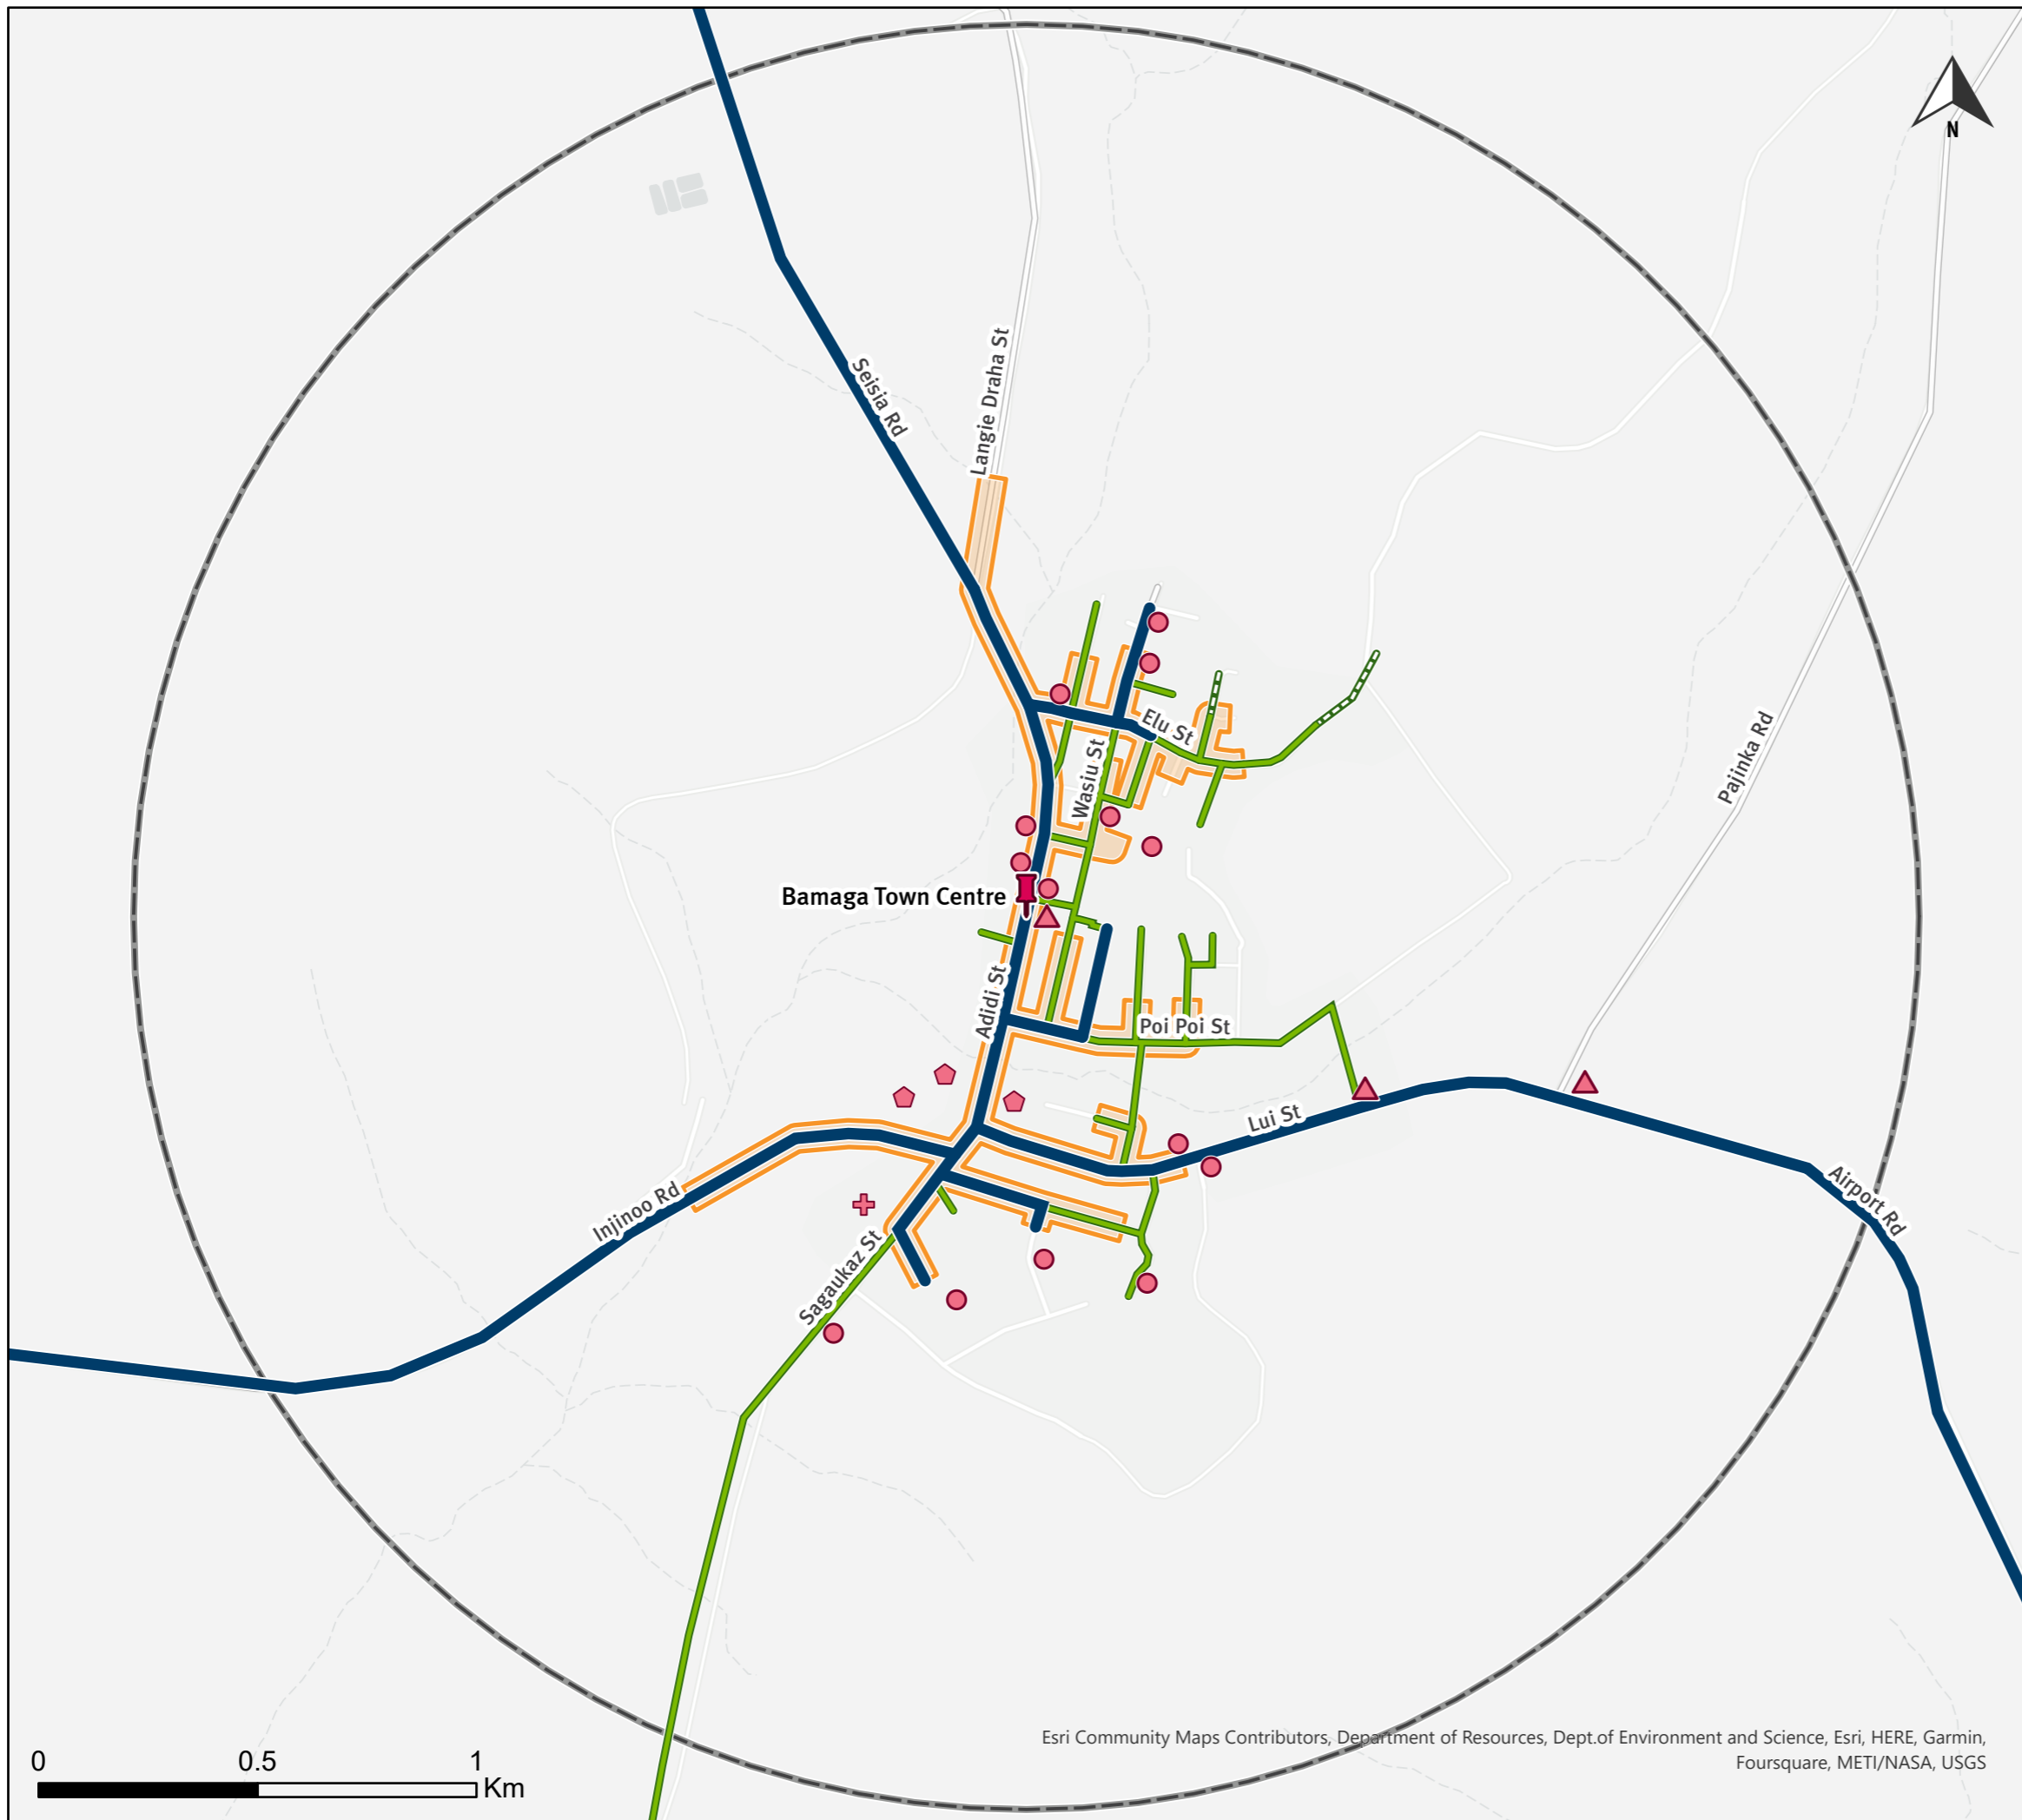 N
Seisia Rd
Langie Draha St
Elu St
Wasiu St
Pajinka Rd
Bamaga Town Centre
Adidi St
Poi Poi St
Lui St
Injinoo Rd
Airport Rd
Sagaukaz St
Esri Community Maps Contributors, Department of Resources, Dept.of Environment and Science, Esri, HERE, Garmin,
Foursquare, METI/NASA, USGS
0 0.5 1
Km